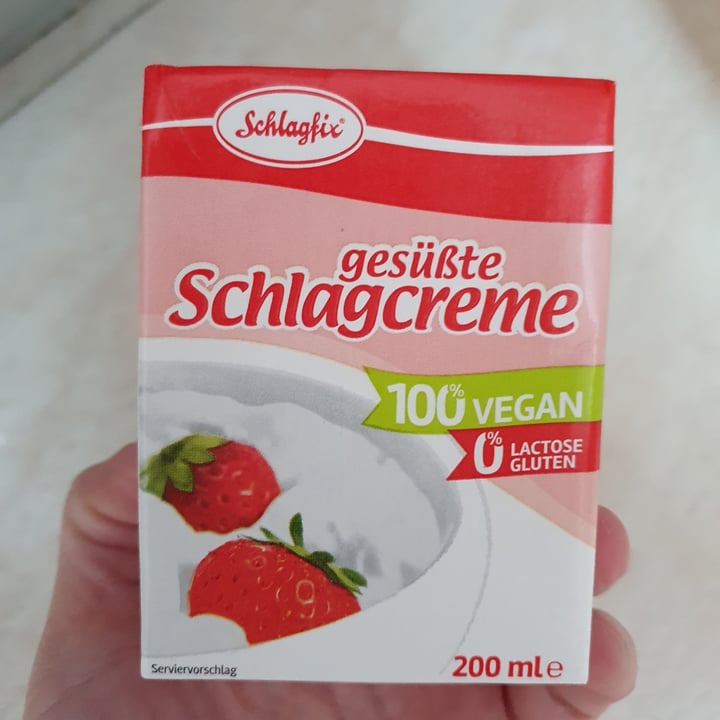 Schlagfix®
gesüßte
Schlagcreme
100% VEGAN
0% LACTOSE
GLUTEN
Serviervorschlag
200 ml e